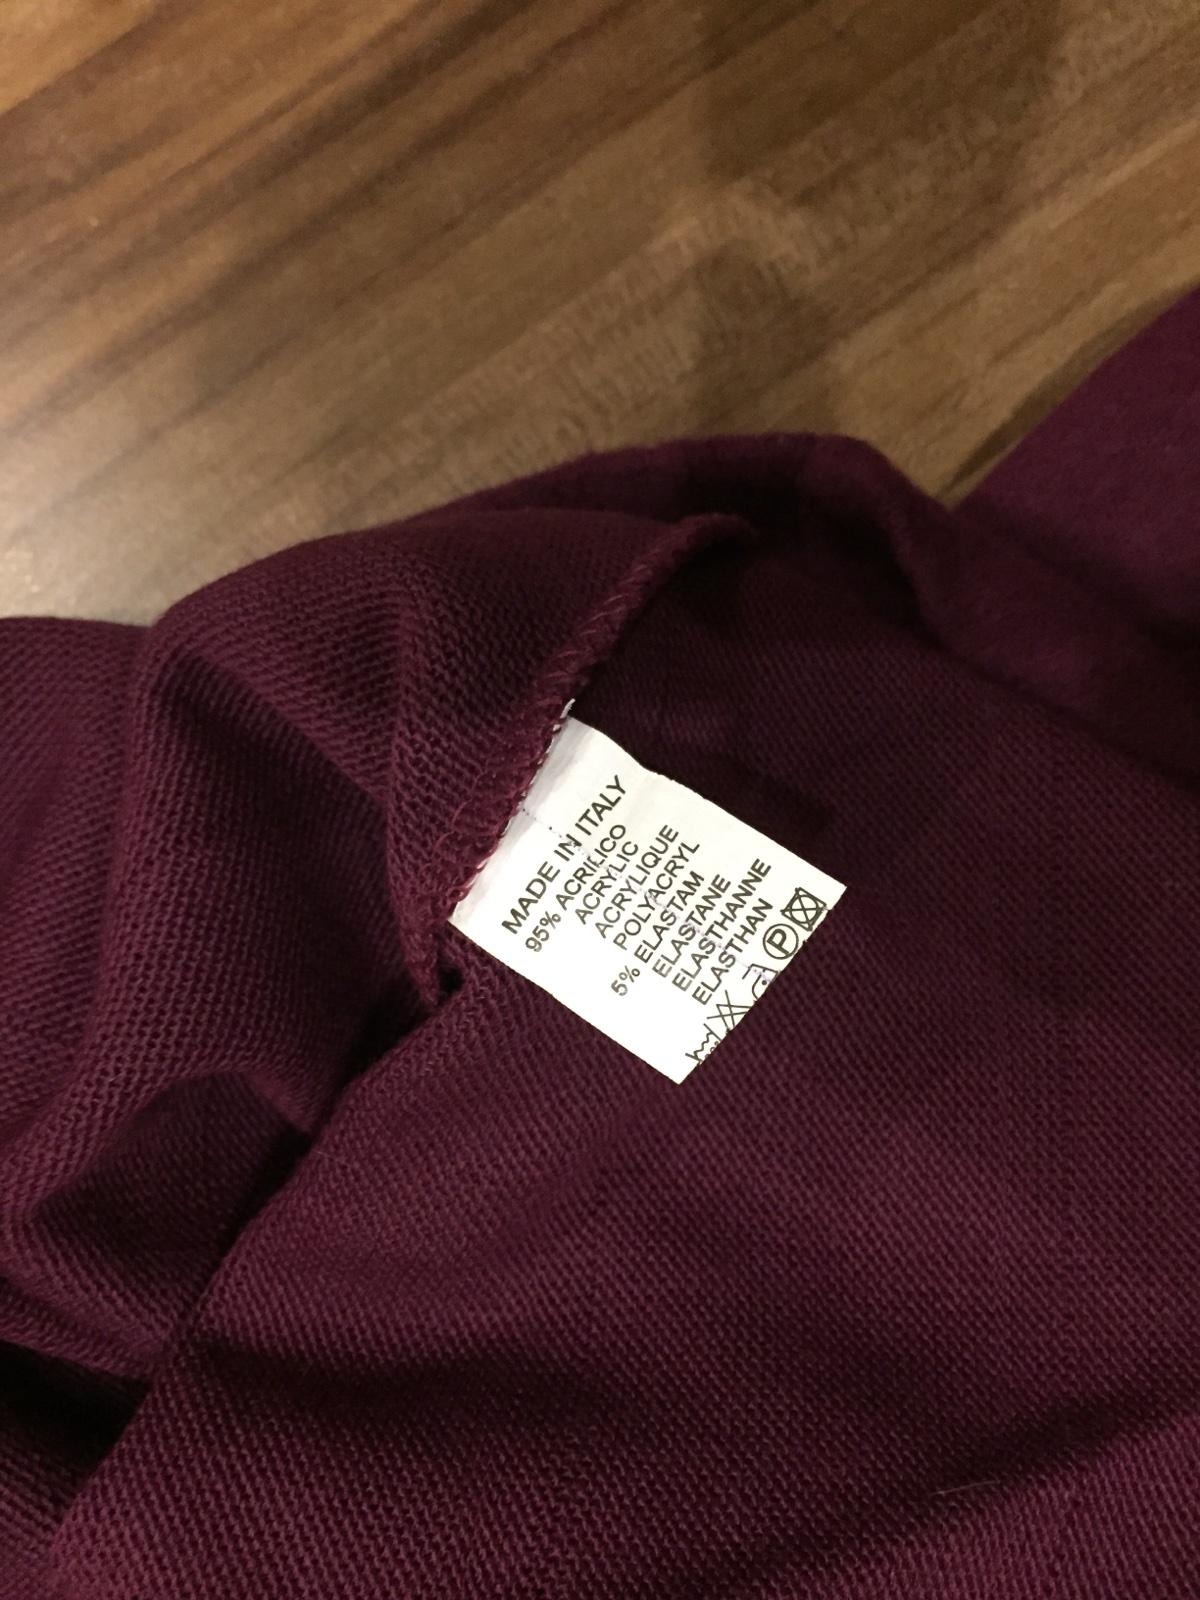 MADE IN ITALY
95% ACRILICO
ACRYLIC
ACRYLIQUE
POLYACRYL
5% ELASTAM
ELASTANE
ELASTHANNE
ELASTHAN
P